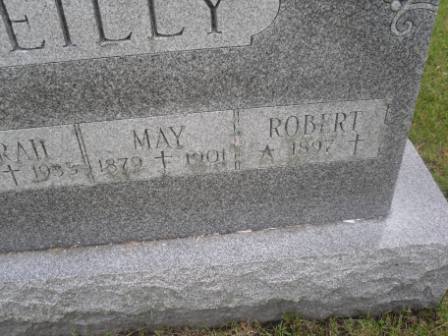 EILLY
RAH
✝ 1935
MAY
1879 ✝ 1901
ROBERT
★ 1897 ✝